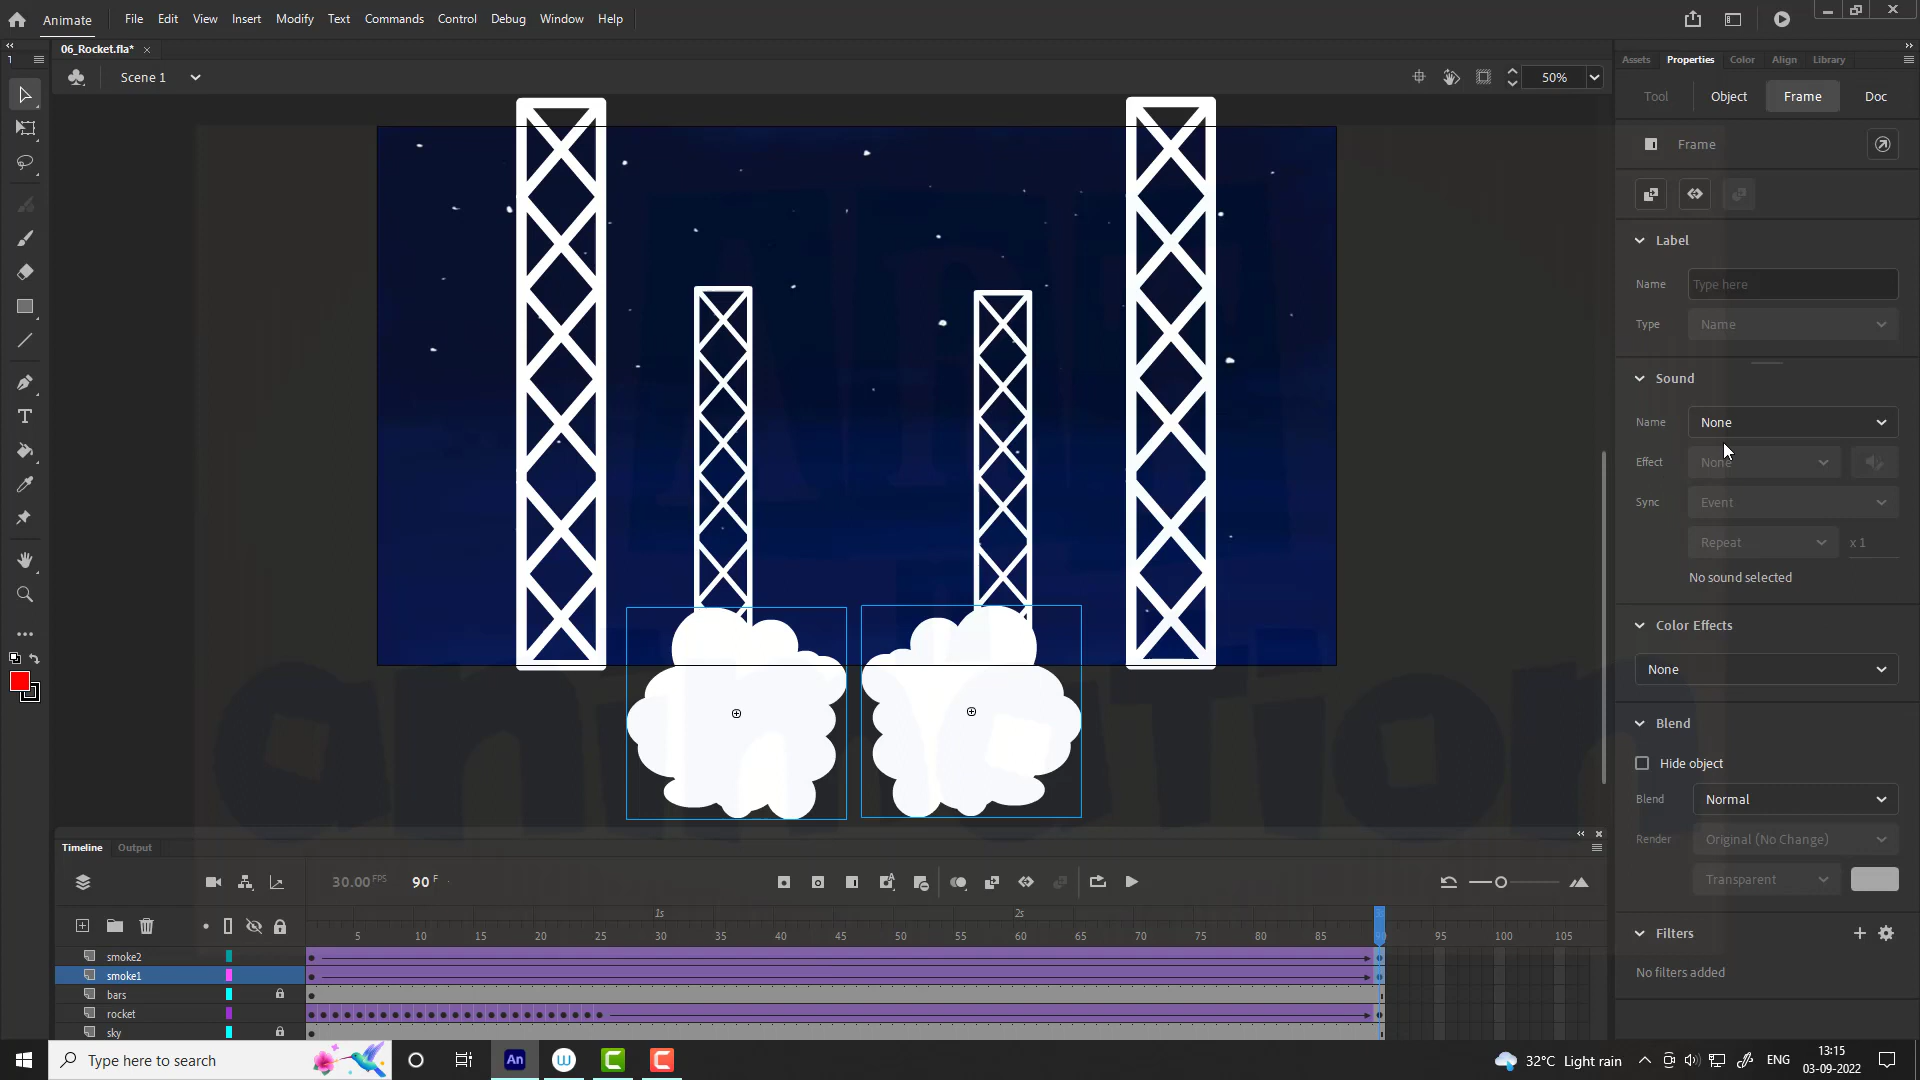 Animate File Edit View Insert Modify Text Commands Control Debug Window Help
06_Rocket.fla*
Scene 1
50%
Assets Properties Color Align Library
Tool Object Frame Doc
Frame
Label
Name Type here
Type Name
Sound
Name None
Effect None
Sync Event
Repeat x 1
No sound selected
Color Effects
None
Blend
Hide object
Blend Normal
Render Original (No Change)
Transparent
Filters
No filters added
APT
animation
Timeline Output
30.00 FPS 90 F
1s 2s 3s
5 10 15 20 25 30 35 40 45 50 55 60 65 70 75 80 85 90 95 100 105
smoke2
smoke1
bars
rocket
sky
Type here to search
An
32°C Light rain
ENG
13:15
03-09-2022